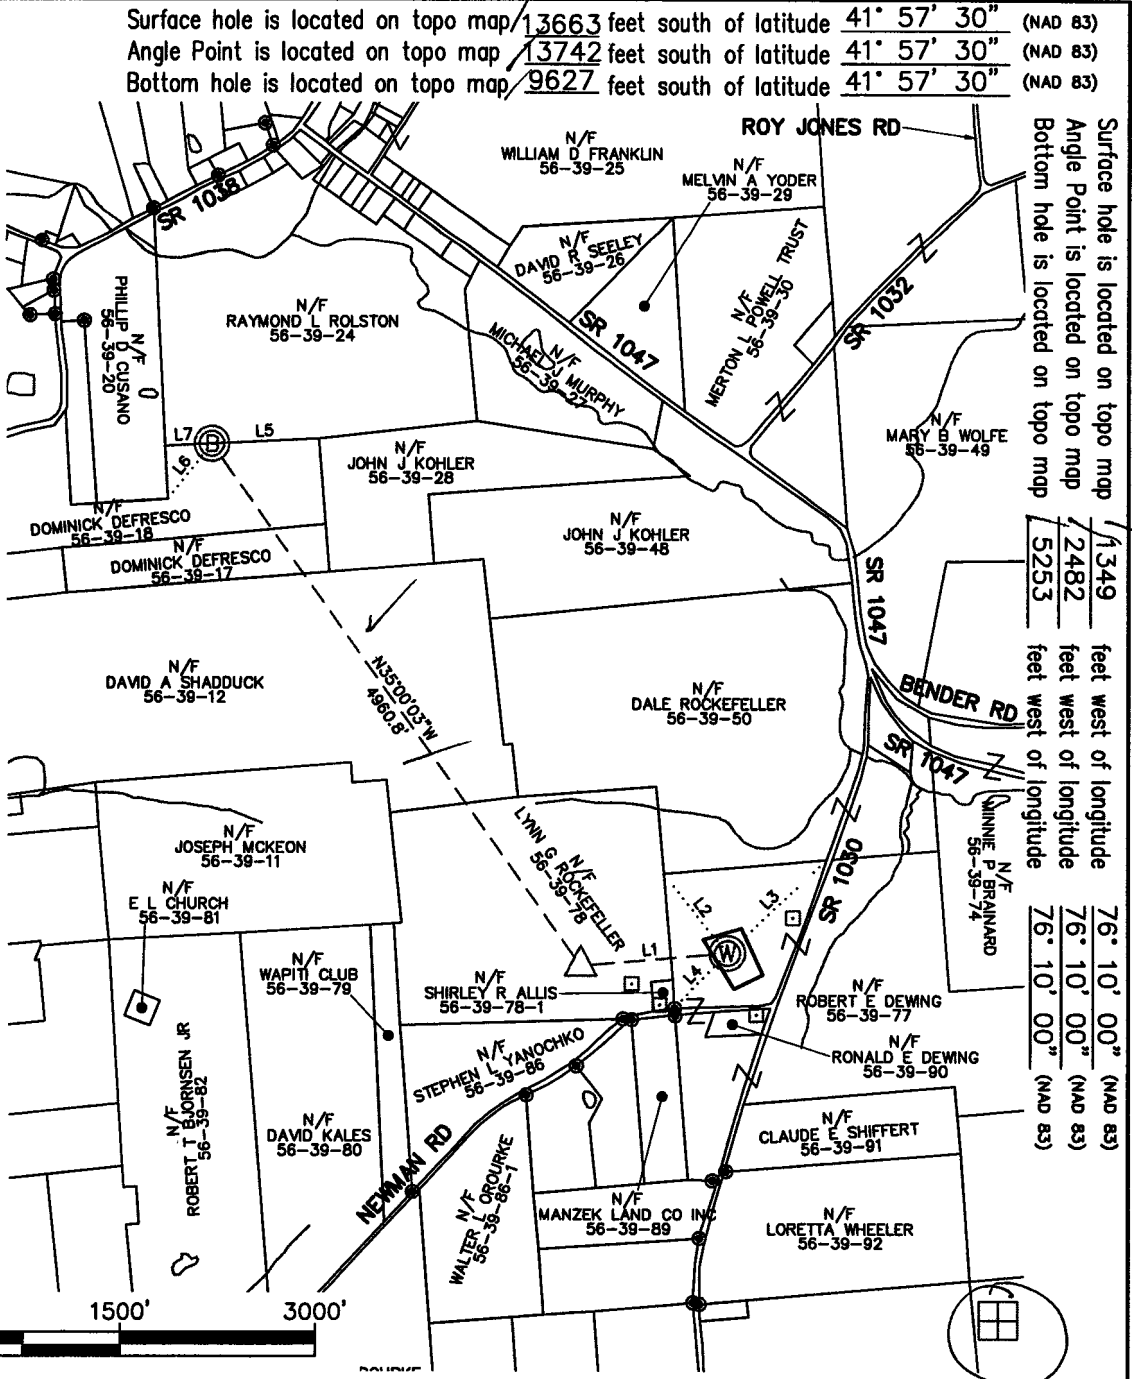 Surface hole is located on topo map 13663 feet south of latitude 41° 57' 30" (NAD 83)
Angle Point is located on topo map 13742 feet south of latitude 41° 57' 30" (NAD 83)
Bottom hole is located on topo map 9627 feet south of latitude 41° 57' 30" (NAD 83)
Surface hole is located on topo map 1349 feet west of longitude 76° 10' 00" (NAD 83)
Angle Point is located on topo map 2482 feet west of longitude 76° 10' 00" (NAD 83)
Bottom hole is located on topo map 5253 feet west of longitude 76° 10' 00" (NAD 83)
ROY JONES RD
N/F
WILLIAM D FRANKLIN
56-39-25
N/F
MELVIN A YODER
56-39-29
SR 1038
N/F
DAVID R SEELEY
56-39-26
N/F
MERTON L POWELL TRUST
56-39-30
SR 1032
N/F
PHILLIP D CUSANO
56-39-20
N/F
RAYMOND L ROLSTON
56-39-24
SR 1047
N/F
MICHAEL J MURPHY
56-39-27
N/F
MARY B WOLFE
56-39-49
L7
B
L5
L6
N/F
JOHN J KOHLER
56-39-28
N/F
DOMINICK DEFRESCO
56-39-18
N/F
JOHN J KOHLER
56-39-48
N/F
DOMINICK DEFRESCO
56-39-17
SR 1047
N/F
DAVID A SHADDUCK
56-39-12
N35°00'03"W
4960.8'
N/F
DALE ROCKEFELLER
56-39-50
BENDER RD
SR 1047
N/F
JOSEPH MCKEON
56-39-11
N/F
LYNN G ROCKEFELLER
56-39-78
SR 1030
N/F
MINNIE P BRAINARD
56-39-74
N/F
E L CHURCH
56-39-81
L2
L3
L1
W
L4
N/F
WAPITI CLUB
56-39-79
N/F
SHIRLEY R ALLIS
56-39-78-1
N/F
ROBERT E DEWING
56-39-77
N/F
RONALD E DEWING
56-39-90
N/F
ROBERT T BJORNSEN JR
56-39-82
N/F
STEPHEN L YANOCHKO
56-39-86
N/F
DAVID KALES
56-39-80
NEWMAN RD
N/F
WALTER L OROURKE
56-39-86-1
N/F
CLAUDE E SHIFFERT
56-39-91
N/F
MANZEK LAND CO INC
56-39-89
N/F
LORETTA WHEELER
56-39-92
1500'
3000'